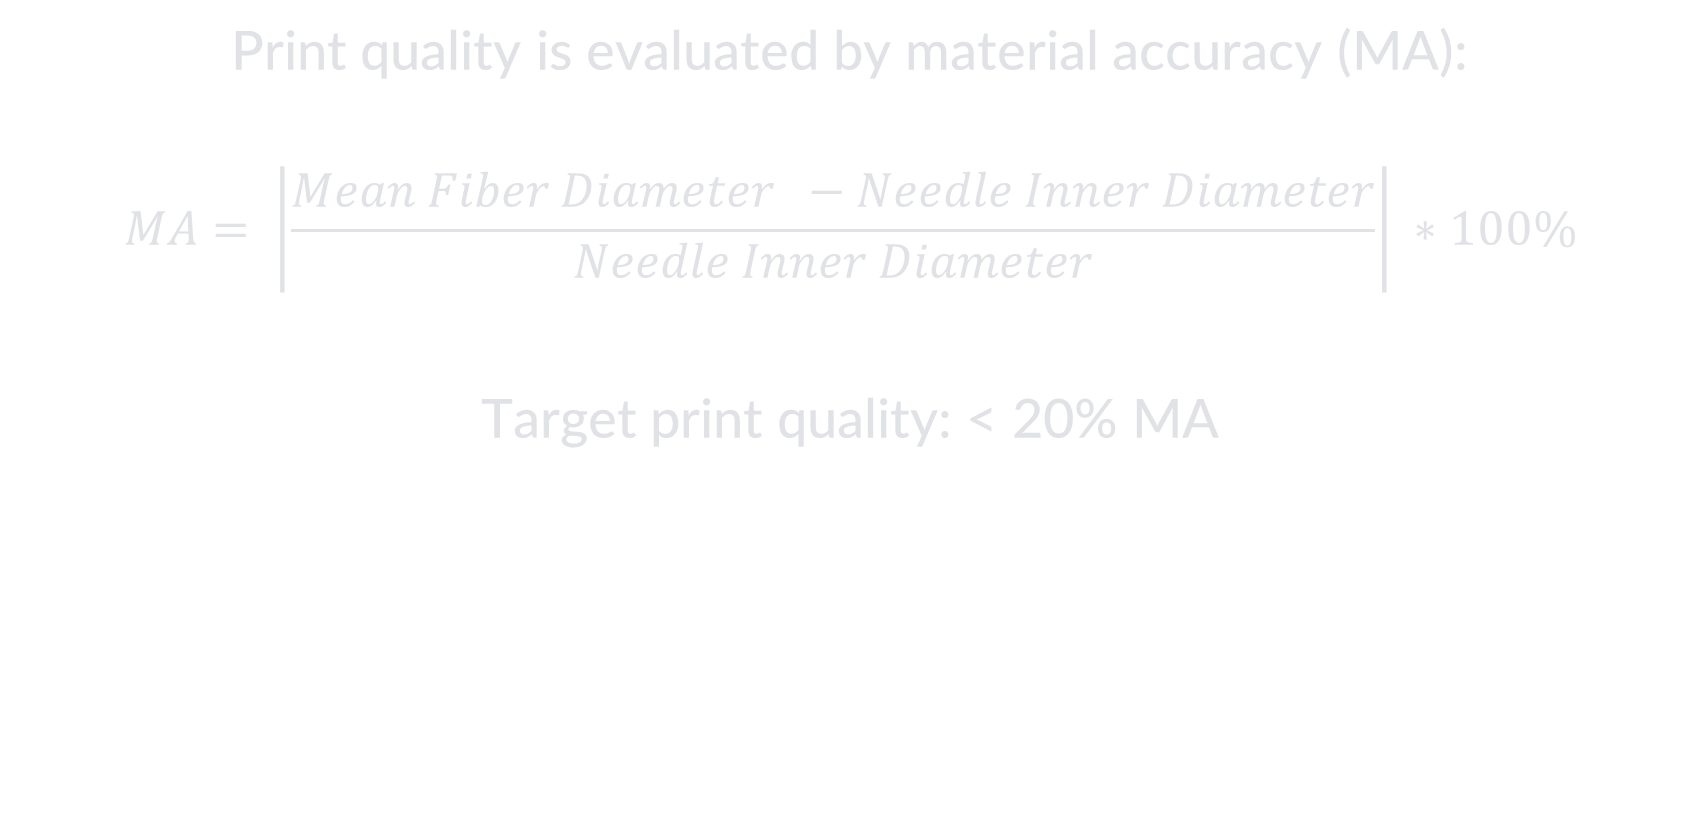 Print quality is evaluated by material accuracy (MA):
MA = |(Mean Fiber Diameter − Needle Inner Diameter) / Needle Inner Diameter| * 100%
Target print quality: < 20% MA